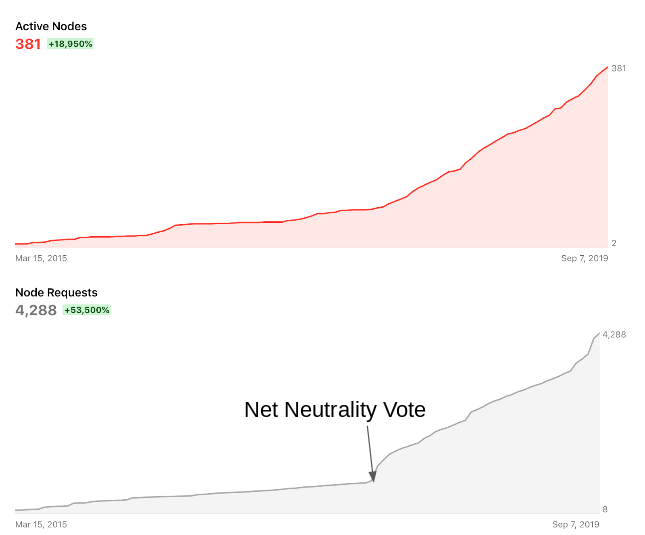 Active Nodes
381 +18,950%
381
2
Mar 15, 2015 Sep 7, 2019
Node Requests
4,288 +53,500%
4,288
Net Neutrality Vote
8
Mar 15, 2015 Sep 7, 2019